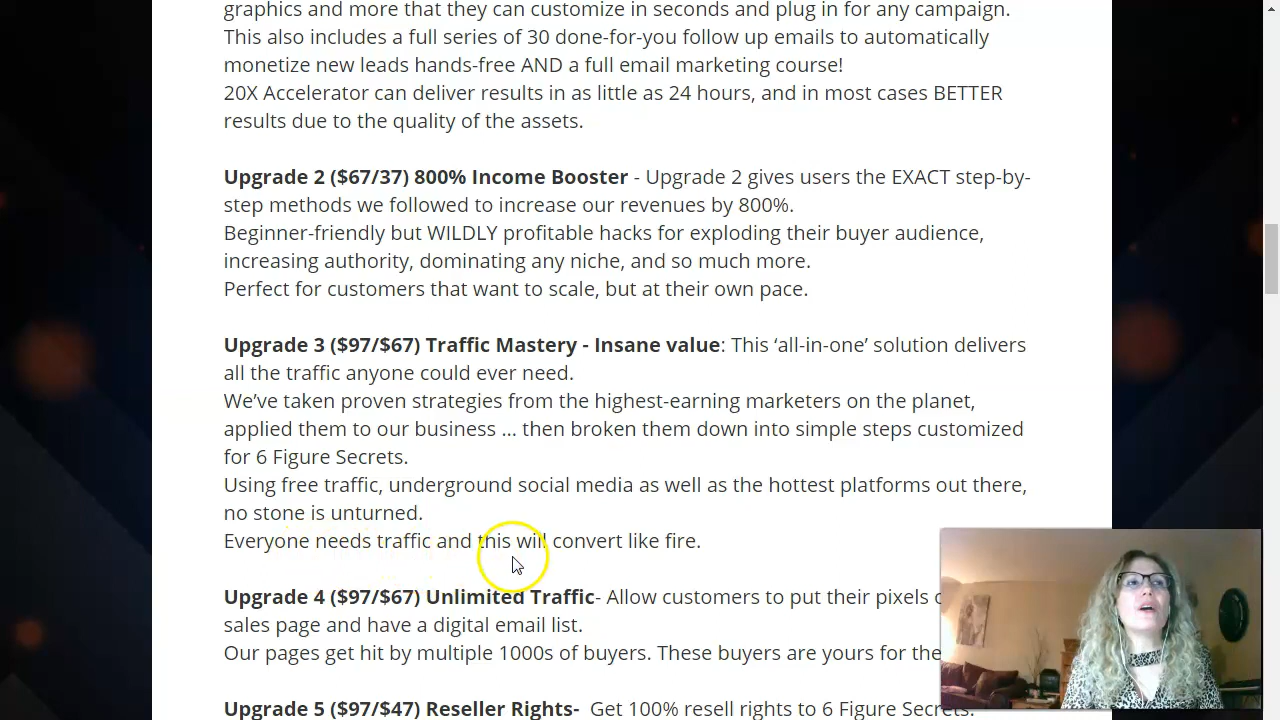 graphics and more that they can customize in seconds and plug in for any campaign.
This also includes a full series of 30 done-for-you follow up emails to automatically
monetize new leads hands-free AND a full email marketing course!
20X Accelerator can deliver results in as little as 24 hours, and in most cases BETTER
results due to the quality of the assets.
Upgrade 2 ($67/37) 800% Income Booster - Upgrade 2 gives users the EXACT step-by-
step methods we followed to increase our revenues by 800%.
Beginner-friendly but WILDLY profitable hacks for exploding their buyer audience,
increasing authority, dominating any niche, and so much more.
Perfect for customers that want to scale, but at their own pace.
Upgrade 3 ($97/$67) Traffic Mastery - Insane value: This ‘all-in-one’ solution delivers
all the traffic anyone could ever need.
We’ve taken proven strategies from the highest-earning marketers on the planet,
applied them to our business ... then broken them down into simple steps customized
for 6 Figure Secrets.
Using free traffic, underground social media as well as the hottest platforms out there,
no stone is unturned.
Everyone needs traffic and this will convert like fire.
Upgrade 4 ($97/$67) Unlimited Traffic- Allow customers to put their pixels
sales page and have a digital email list.
Our pages get hit by multiple 1000s of buyers. These buyers are yours for the
Upgrade 5 ($97/$47) Reseller Rights- Get 100% resell rights to 6 Figure Secrets.